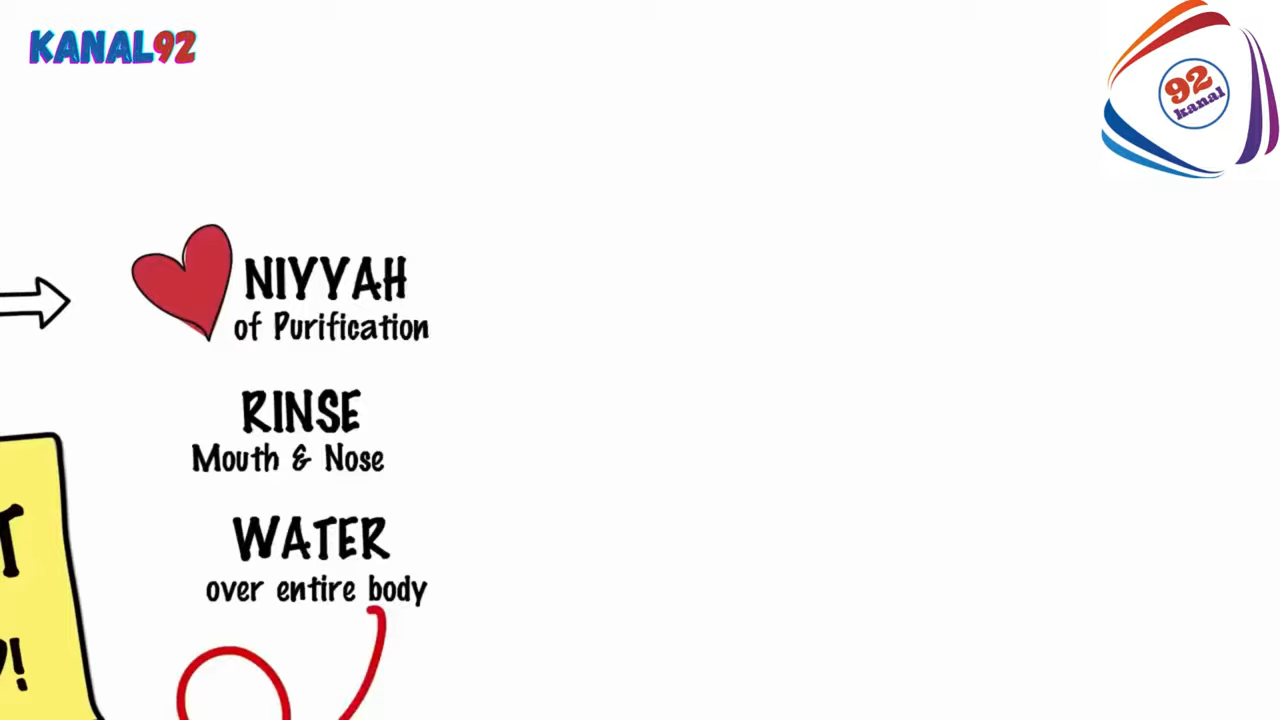 KANAL92
92
kanal
NIYYAH
of Purification
RINSE
Mouth & Nose
WATER
over entire body